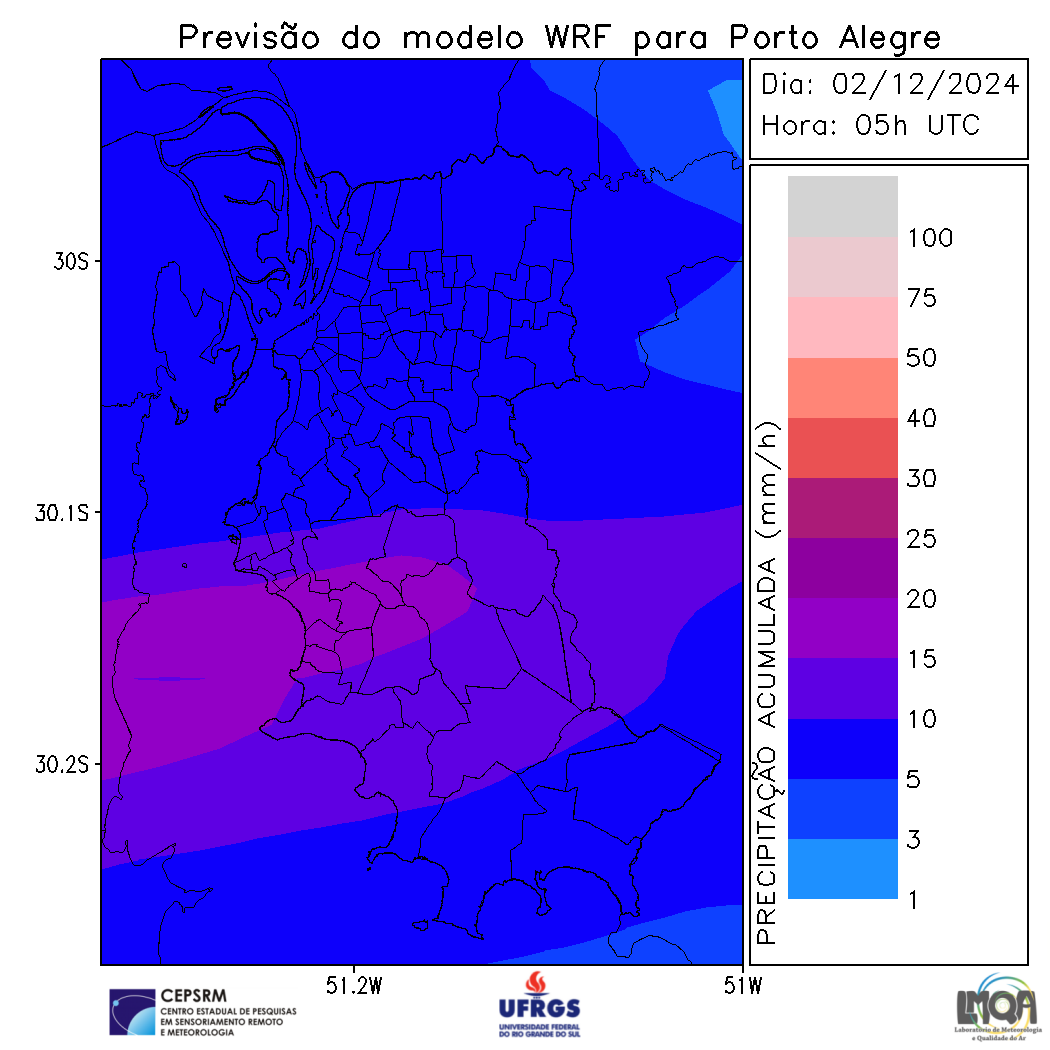 Previsão do modelo WRF para Porto Alegre
Dia: 02/12/2024
Hora: 05h UTC
30S
30.1S
30.2S
51.2W
51W
PRECIPITAÇÃO ACUMULADA (mm/h)
100
75
50
40
30
25
20
15
10
5
3
1
CEPSRM
CENTRO ESTADUAL DE PESQUISAS
EM SENSORIAMENTO REMOTO
E METEOROLOGIA
UFRGS
UNIVERSIDADE FEDERAL
DO RIO GRANDE DO SUL
LMQA
Laboratório de Meteorologia
e Qualidade do Ar